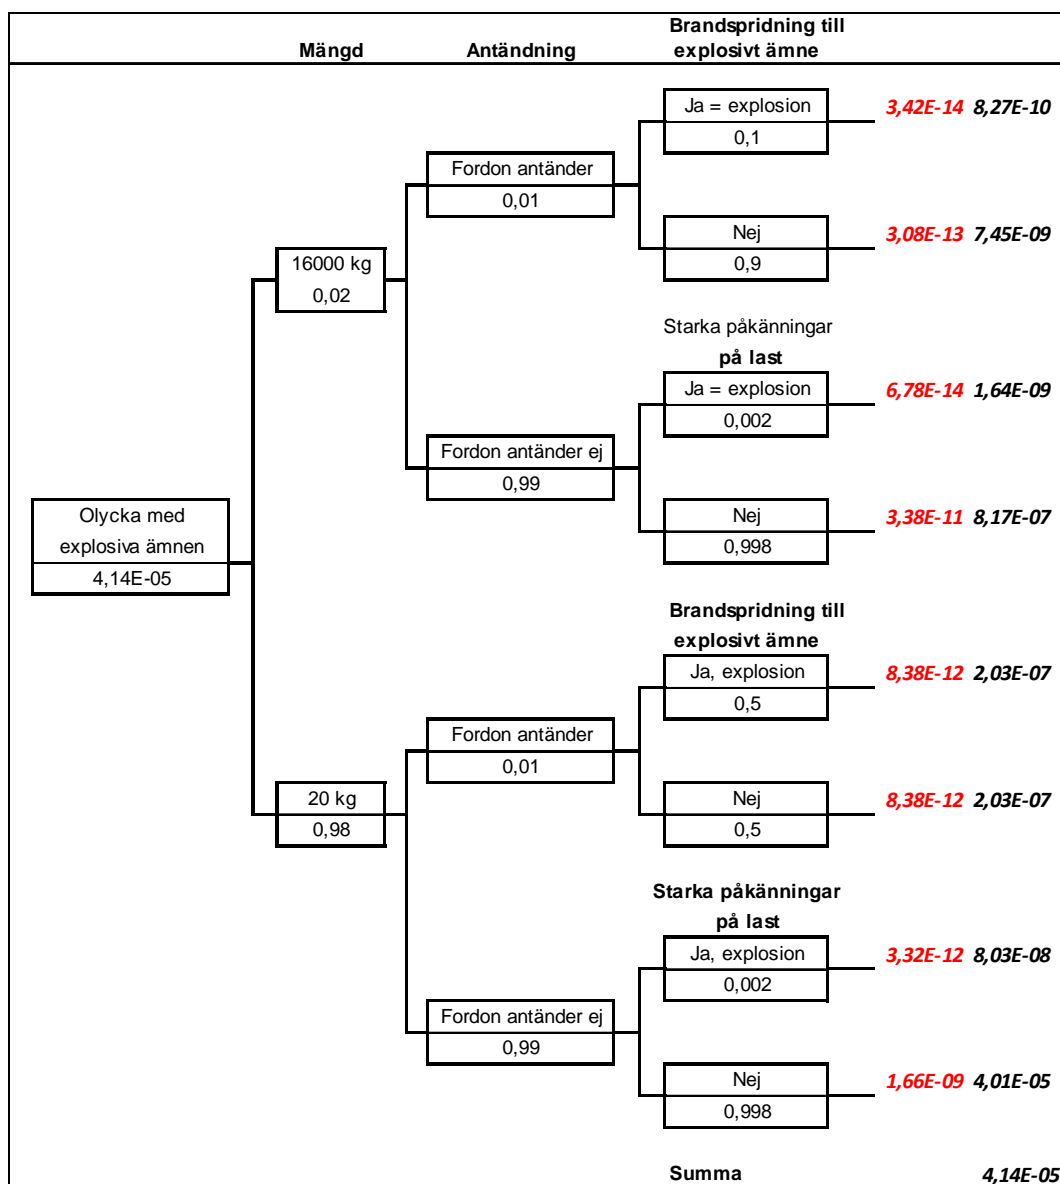 Mängd
Antändning
Brandspridning till
explosivt ämne
Ja = explosion
0,1
3,42E-14 8,27E-10
Fordon antänder
0,01
Nej
0,9
3,08E-13 7,45E-09
16000 kg
0,02
Starka påkänningar
på last
Ja = explosion
0,002
6,78E-14 1,64E-09
Fordon antänder ej
0,99
Nej
0,998
3,38E-11 8,17E-07
Olycka med
explosiva ämnen
4,14E-05
Brandspridning till
explosivt ämne
Ja, explosion
0,5
8,38E-12 2,03E-07
Fordon antänder
0,01
Nej
0,5
8,38E-12 2,03E-07
20 kg
0,98
Starka påkänningar
på last
Ja, explosion
0,002
3,32E-12 8,03E-08
Fordon antänder ej
0,99
Nej
0,998
1,66E-09 4,01E-05
Summa 4,14E-05